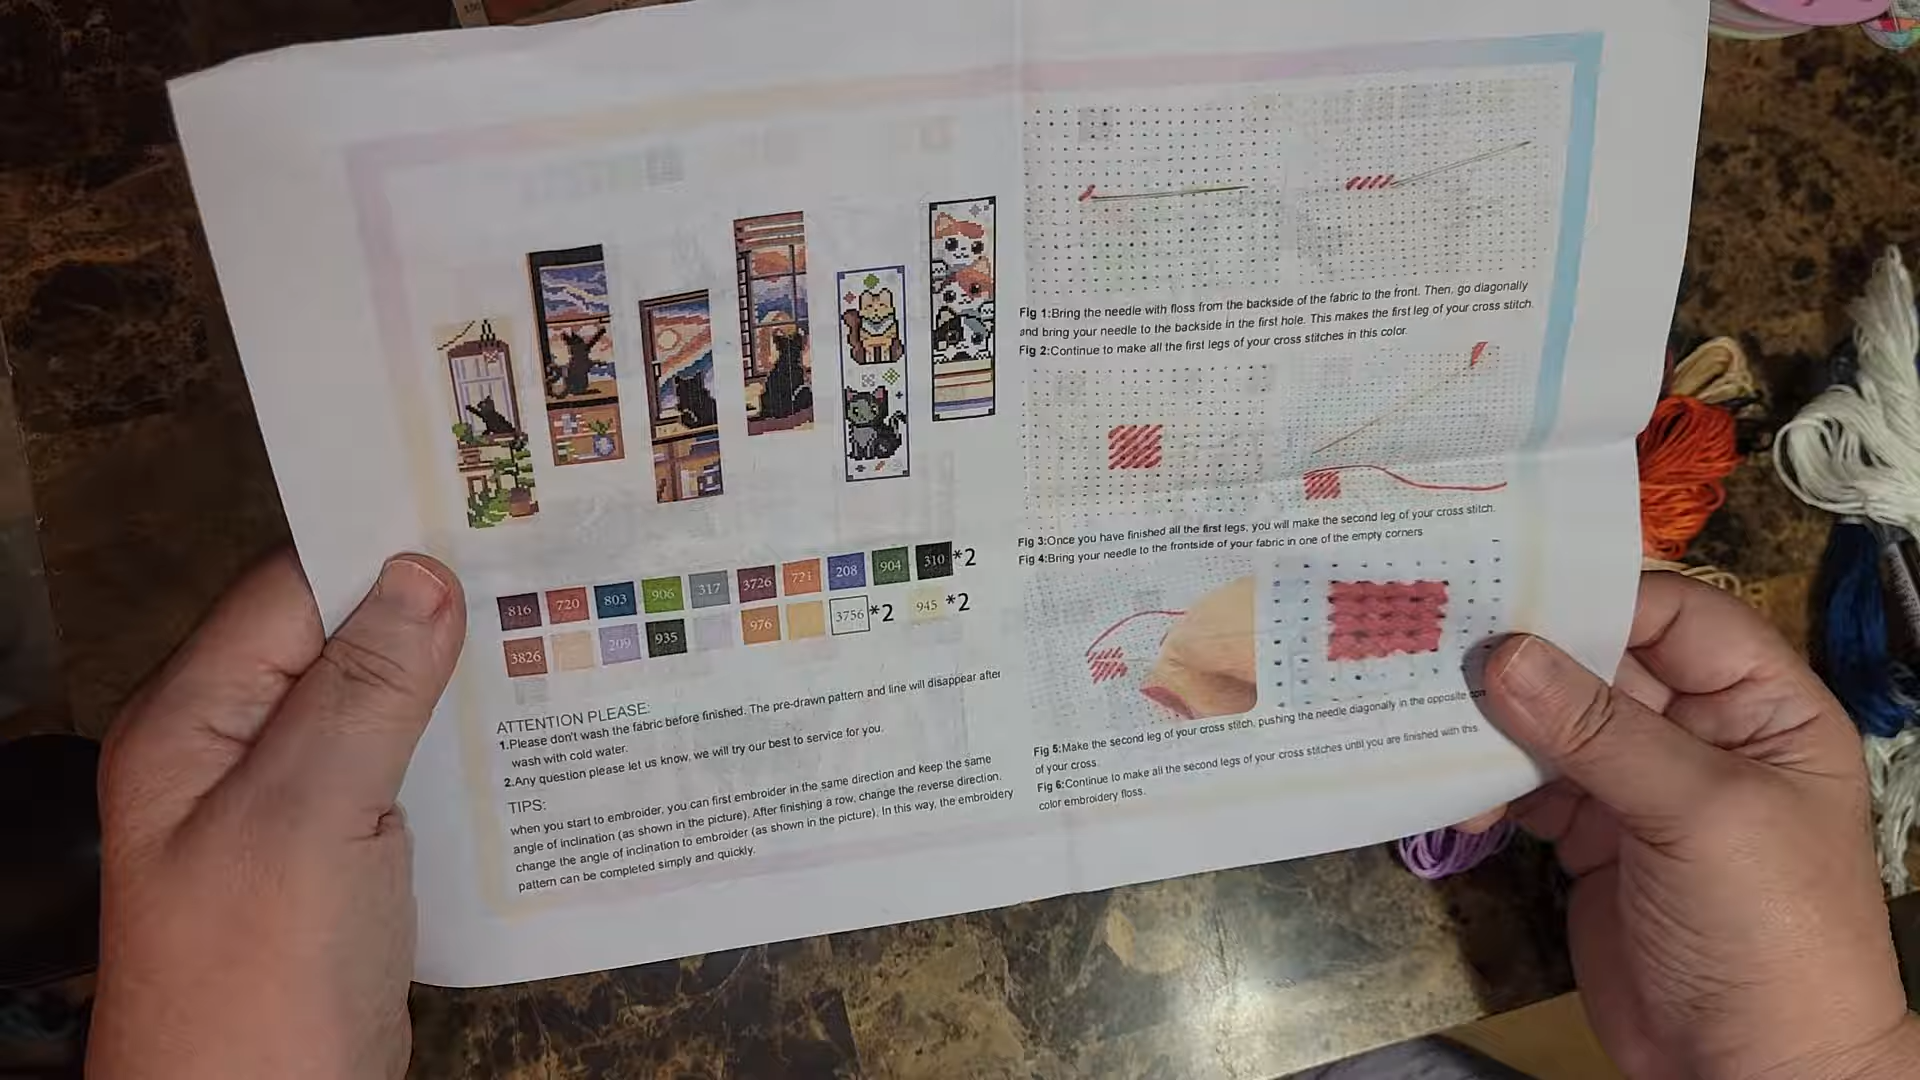 816 720 803 906 317 3726 721 208 904 310 *2
3826 209 935 976 3756 *2 945 *2
ATTENTION PLEASE:
1.Please don't wash the fabric before finished. The pre-drawn pattern and line will disappear after
wash with cold water.
2.Any question please let us know, we will try our best to service for you.
TIPS:
when you start to embroider, you can first embroider in the same direction and keep the same
angle of inclination (as shown in the picture). After finishing a row, change the reverse direction,
change the angle of inclination to embroider (as shown in the picture). In this way, the embroidery
pattern can be completed simply and quickly.
Fig 1:Bring the needle with floss from the backside of the fabric to the front. Then, go diagonally
and bring your needle to the backside in the first hole. This makes the first leg of your cross stitch.
Fig 2:Continue to make all the first legs of your cross stitches in this color.
Fig 3:Once you have finished all the first legs, you will make the second leg of your cross stitch.
Fig 4:Bring your needle to the frontside of your fabric in one of the empty corners
Fig 5:Make the second leg of your cross stitch, pushing the needle diagonally in the opposite
of your cross.
Fig 6:Continue to make all the second legs of your cross stitches until you are finished with this
color embroidery floss.